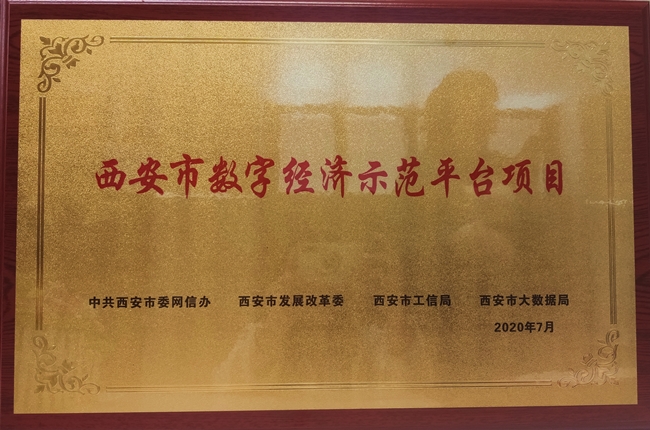 西安市数字经济示范平台项目
中共西安市委网信办 西安市发展改革委 西安市工信局 西安市大数据局
2020年7月